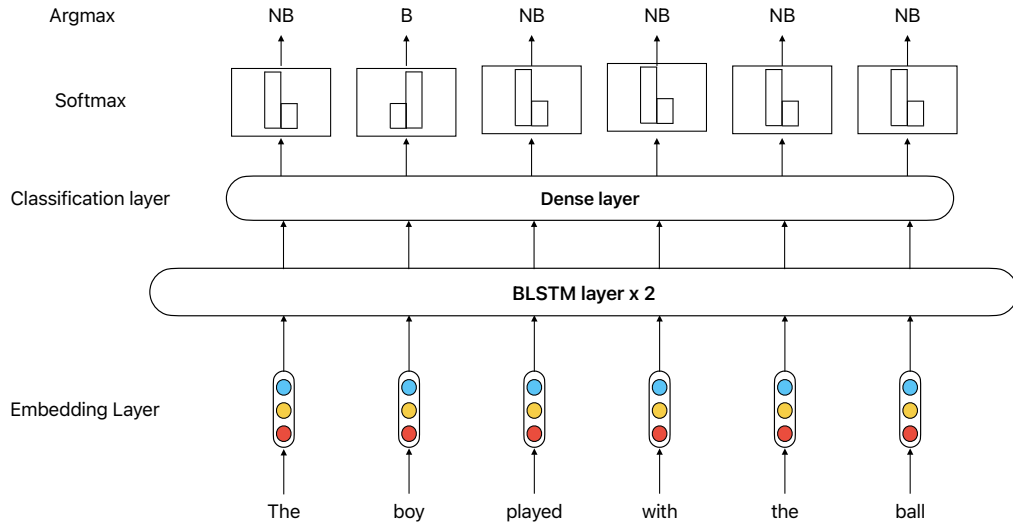 Argmax NB B NB NB NB NB
Softmax
Classification layer Dense layer
BLSTM layer x 2
Embedding Layer
The boy played with the ball